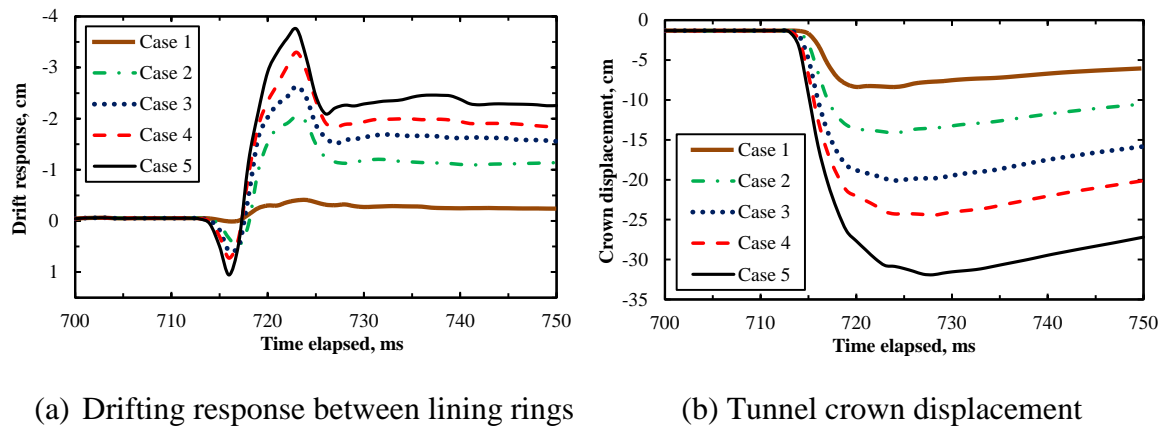 -4
-3
-2
-1
0
1
Drift response, cm
Case 1
Case 2
Case 3
Case 4
Case 5
700 710 720 730 740 750
Time elapsed, ms
(a) Drifting response between lining rings
0
-5
-10
-15
-20
-25
-30
-35
Crown displacement, cm
Case 1
Case 2
Case 3
Case 4
Case 5
700 710 720 730 740 750
Time elapsed, ms
(b) Tunnel crown displacement